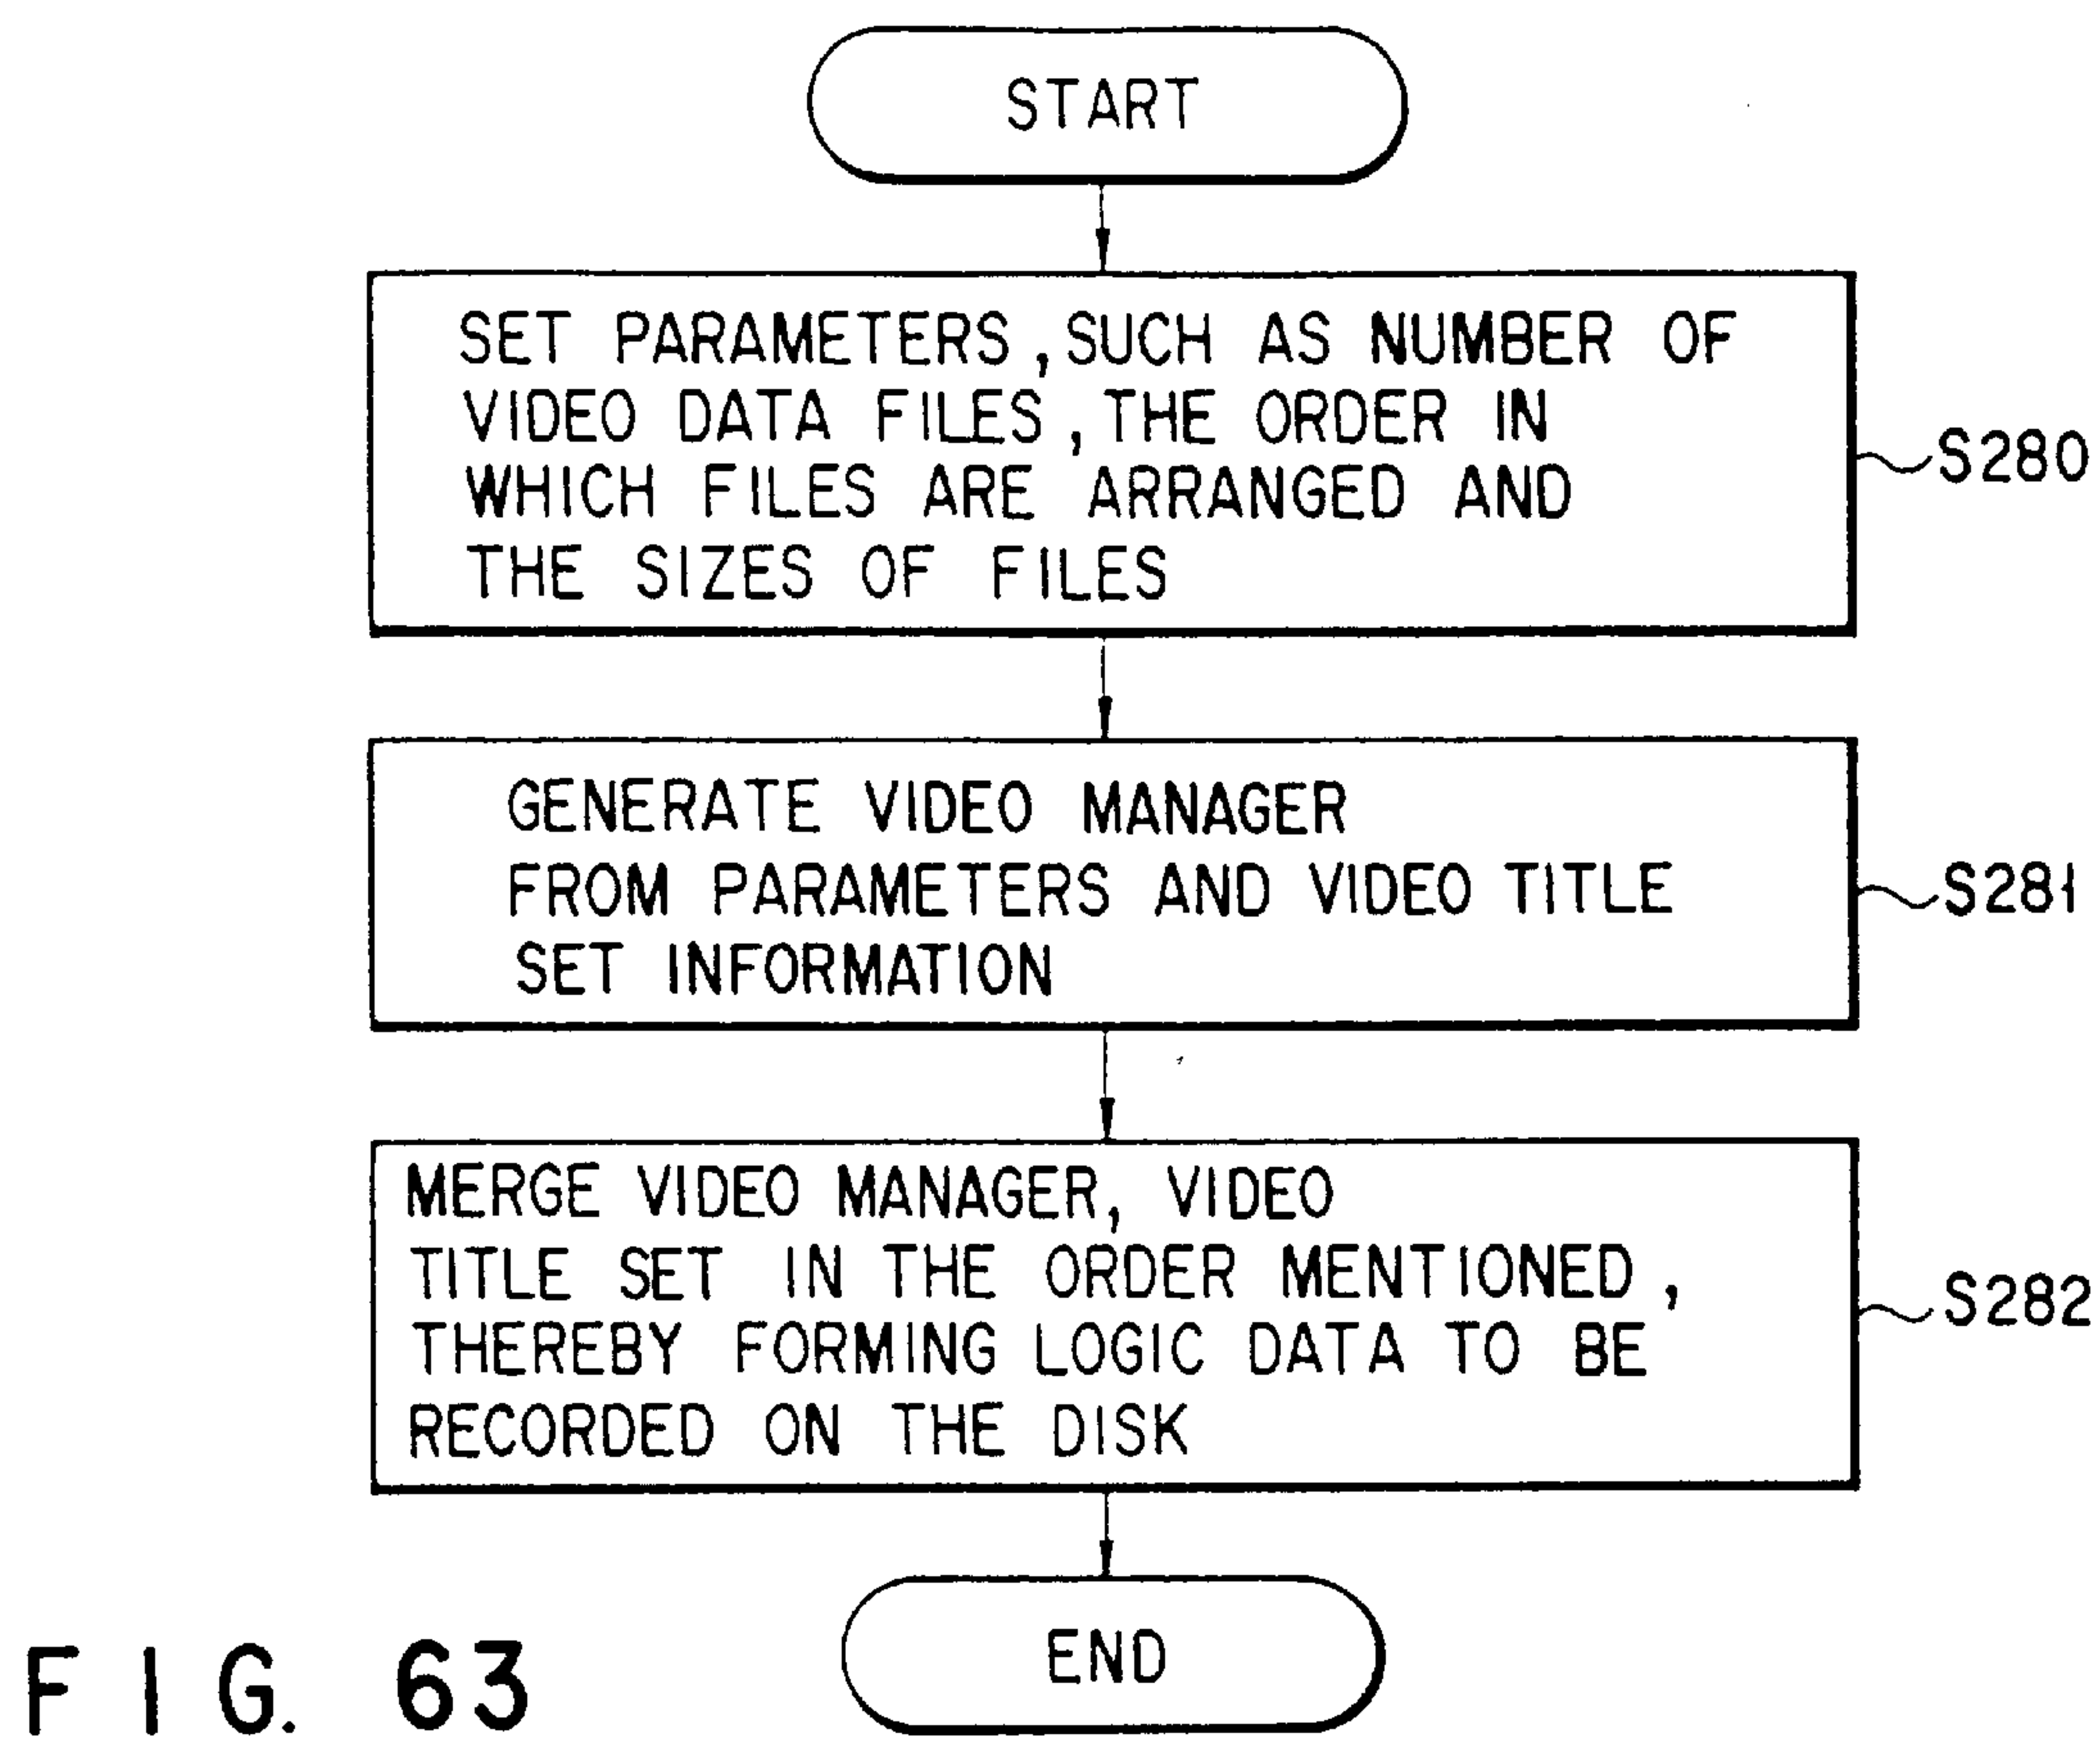 START
SET PARAMETERS, SUCH AS NUMBER OF
VIDEO DATA FILES, THE ORDER IN
WHICH FILES ARE ARRANGED AND
THE SIZES OF FILES
S280
GENERATE VIDEO MANAGER
FROM PARAMETERS AND VIDEO TITLE
SET INFORMATION
S281
MERGE VIDEO MANAGER, VIDEO
TITLE SET IN THE ORDER MENTIONED,
THEREBY FORMING LOGIC DATA TO BE
RECORDED ON THE DISK
S282
END
FIG. 63